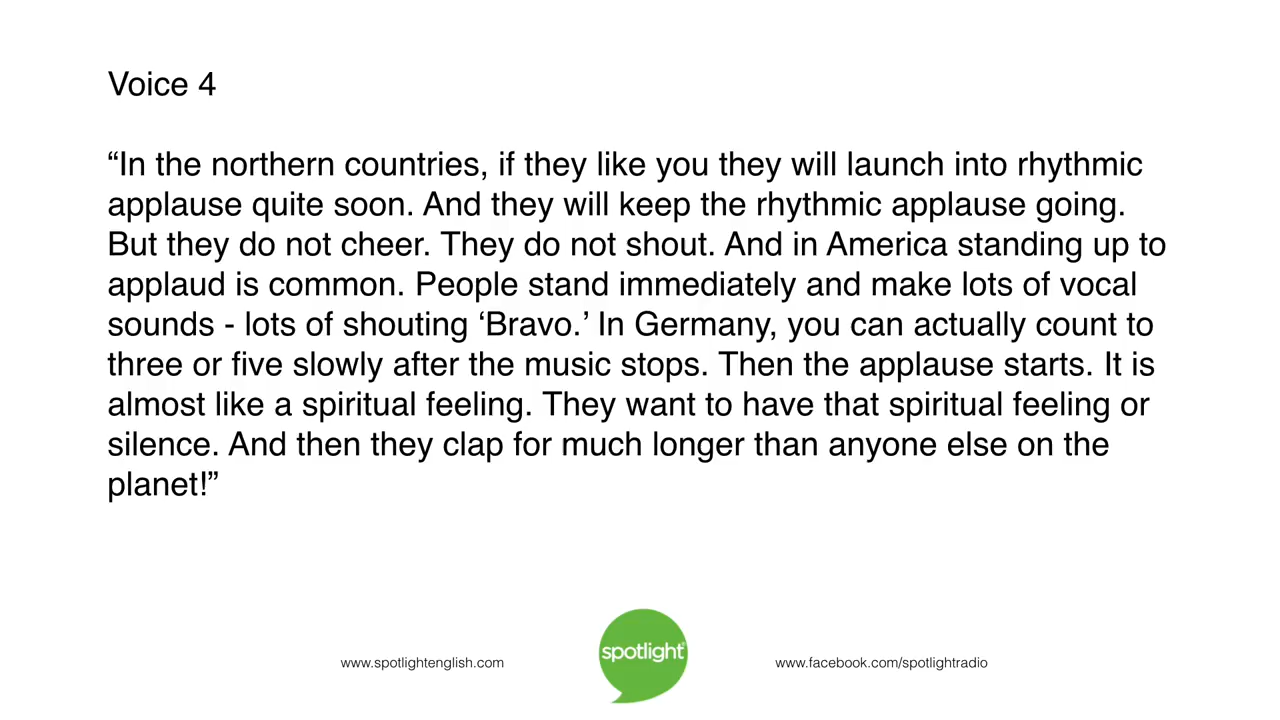 Voice 4
“In the northern countries, if they like you they will launch into rhythmic
applause quite soon. And they will keep the rhythmic applause going.
But they do not cheer. They do not shout. And in America standing up to
applaud is common. People stand immediately and make lots of vocal
sounds - lots of shouting ‘Bravo.’ In Germany, you can actually count to
three or five slowly after the music stops. Then the applause starts. It is
almost like a spiritual feeling. They want to have that spiritual feeling or
silence. And then they clap for much longer than anyone else on the
planet!”
www.spotlightenglish.com
spotlight
www.facebook.com/spotlightradio